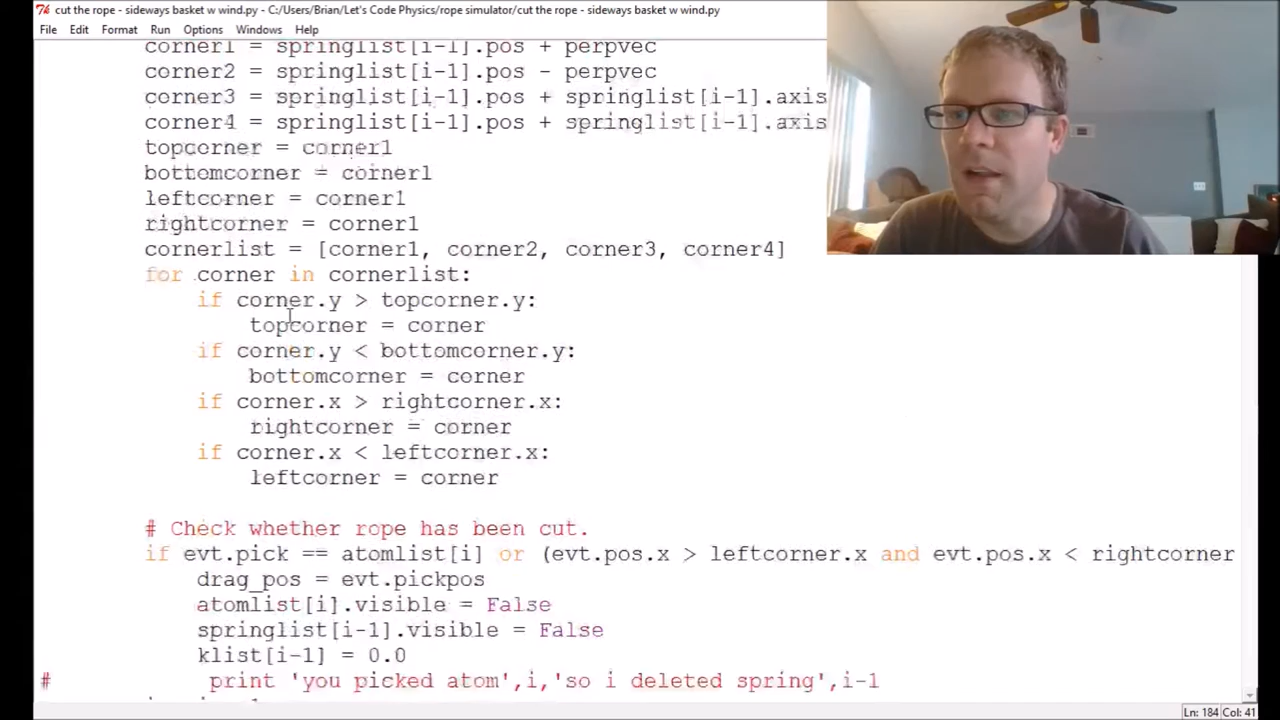 cut the rope - sideways basket w wind.py - C:/Users/Brian/Let's Code Physics/rope simulator/cut the rope - sideways basket w wind.py
File Edit Format Run Options Windows Help
corner1 = springlist[i-1].pos + perpvec
corner2 = springlist[i-1].pos - perpvec
corner3 = springlist[i-1].pos + springlist[i-1].axis
corner4 = springlist[i-1].pos + springlist[i-1].axis
topcorner = corner1
bottomcorner = corner1
leftcorner = corner1
rightcorner = corner1
cornerlist = [corner1, corner2, corner3, corner4]
for corner in cornerlist:
if corner.y > topcorner.y:
topcorner = corner
if corner.y < bottomcorner.y:
bottomcorner = corner
if corner.x > rightcorner.x:
rightcorner = corner
if corner.x < leftcorner.x:
leftcorner = corner
# Check whether rope has been cut.
if evt.pick == atomlist[i] or (evt.pos.x > leftcorner.x and evt.pos.x < rightcorner
drag_pos = evt.pickpos
atomlist[i].visible = False
springlist[i-1].visible = False
klist[i-1] = 0.0
# print 'you picked atom',i,'so i deleted spring',i-1
Ln: 184 Col: 41